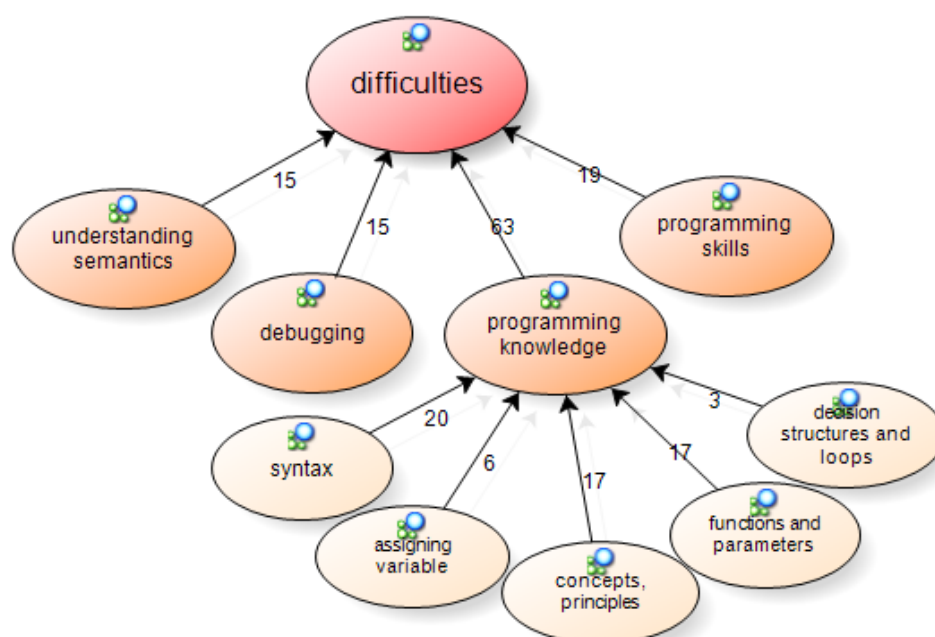 difficulties
15
19
understanding
semantics
15
63
programming
skills
debugging
programming
knowledge
20
3
decision
structures and
loops
syntax
6
17
17
assigning
variable
functions and
parameters
concepts,
principles